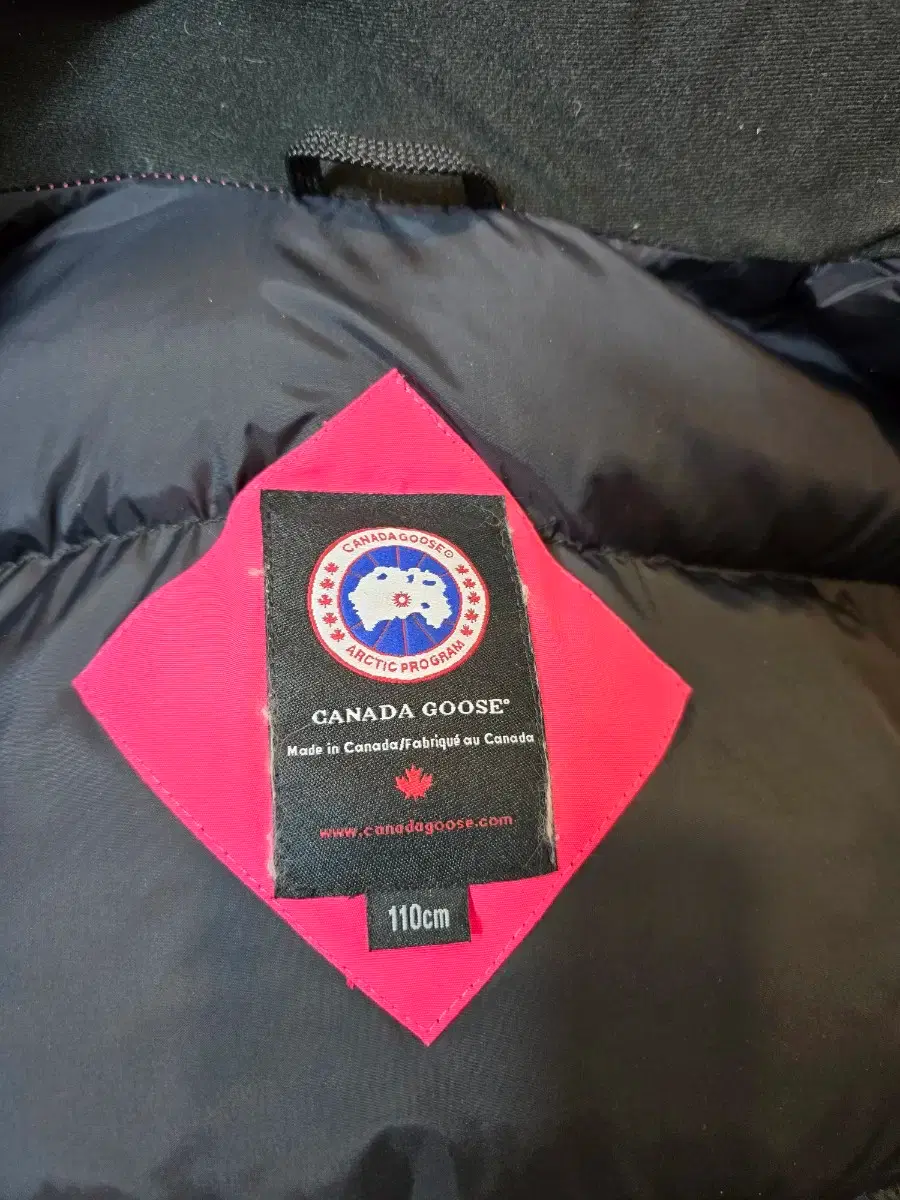 CANADA GOOSE®
ARCTIC PROGRAM
CANADA GOOSE®
Made in Canada/Fabriqué au Canada
www.canadagoose.com
110cm